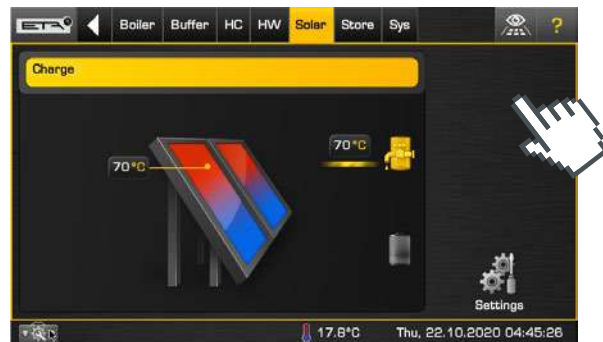 ETA Boiler Buffer HC HW Solar Store Sys ?
Charge
70°C
70°C
Settings
17.8°C Thu, 22.10.2020 04:45:26